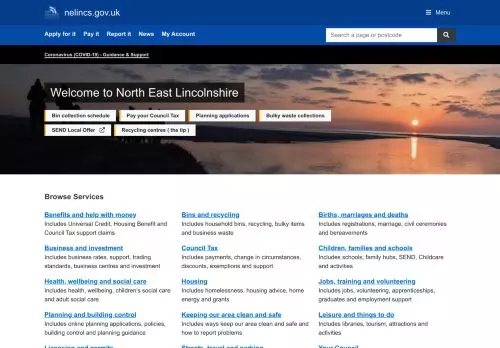 nelincs.gov.uk
Menu
Apply for it Pay it Report it News My Account
Search a page or postcode
Coronavirus (COVID-19) - Guidance & Support
Welcome to North East Lincolnshire
Bin collection schedule Pay your Council Tax Planning applications Bulky waste collections
SEND Local Offer Recycling centres ( the tip )
Browse Services
Benefits and help with money
Includes Universal Credit, Housing Benefit and
Council Tax support claims
Bins and recycling
Includes household bins, recycling, bulky items
and business waste
Births, marriages and deaths
Includes registrations, marriage, civil ceremonies
and bereavements
Business and investment
Includes business rates, support, trading
standards, business centres and investment
Council Tax
Includes payments, change in circumstances,
discounts, exemptions and support
Children, families and schools
Includes schools, family hubs, SEND, Childcare
and activities
Health, wellbeing and social care
Includes health, wellbeing, children's social care
and adult social care
Housing
Includes homelessness, housing advice, home
energy and grants
Jobs, training and volunteering
Includes jobs, volunteering, apprenticeships,
graduates and employment support
Planning and building control
Includes online planning applications, policies,
building control and planning guidance
Keeping our area clean and safe
Includes ways keep our area clean and safe and
how to report problems
Leisure and things to do
Includes libraries, tourism, attractions and
activities
Licensing and permits
Streets, travel and parking
Your Council